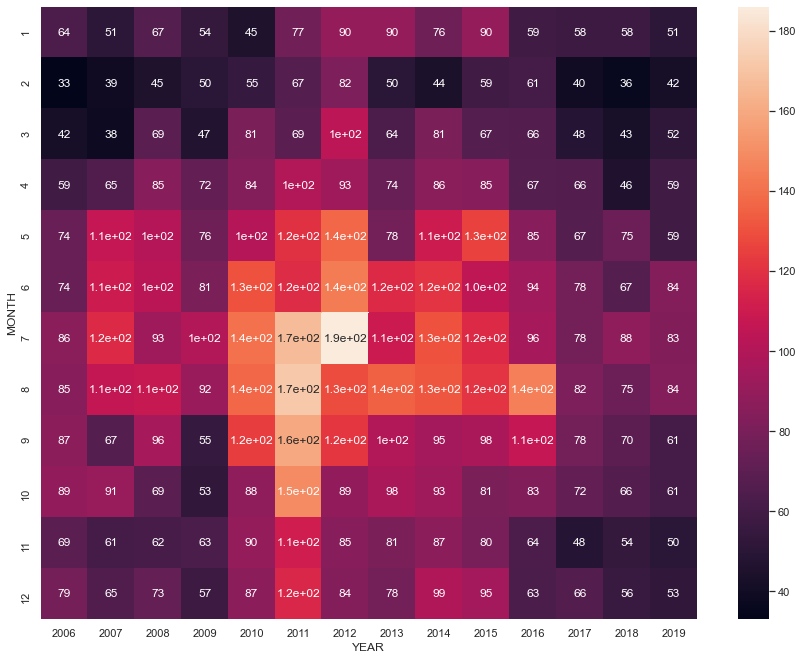 1 64 51 67 54 45 77 90 90 76 90 59 58 58 51
2 33 39 45 50 55 67 82 50 44 59 61 40 36 42
3 42 38 69 47 81 69 1e+02 64 81 67 66 48 43 52
4 59 65 85 72 84 1e+02 93 74 86 85 67 66 46 59
5 74 1.1e+02 1e+02 76 1e+02 1.2e+02 1.4e+02 78 1.1e+02 1.3e+02 85 67 75 59
6 74 1.1e+02 1e+02 81 1.3e+02 1.2e+02 1.4e+02 1.2e+02 1.2e+02 1.0e+02 94 78 67 84
MONTH
7 86 1.2e+02 93 1e+02 1.4e+02 1.7e+02 1.9e+02 1.1e+02 1.3e+02 1.2e+02 96 78 88 83
8 85 1.1e+02 1.1e+02 92 1.4e+02 1.7e+02 1.3e+02 1.4e+02 1.3e+02 1.2e+02 1.4e+02 82 75 84
9 87 67 96 55 1.2e+02 1.6e+02 1.2e+02 1e+02 95 98 1.1e+02 78 70 61
10 89 91 69 53 88 1.5e+02 89 98 93 81 83 72 66 61
11 69 61 62 63 90 1.1e+02 85 81 87 80 64 48 54 50
12 79 65 73 57 87 1.2e+02 84 78 99 95 63 66 56 53
2006 2007 2008 2009 2010 2011 2012 2013 2014 2015 2016 2017 2018 2019
YEAR
180
160
140
120
100
80
60
40